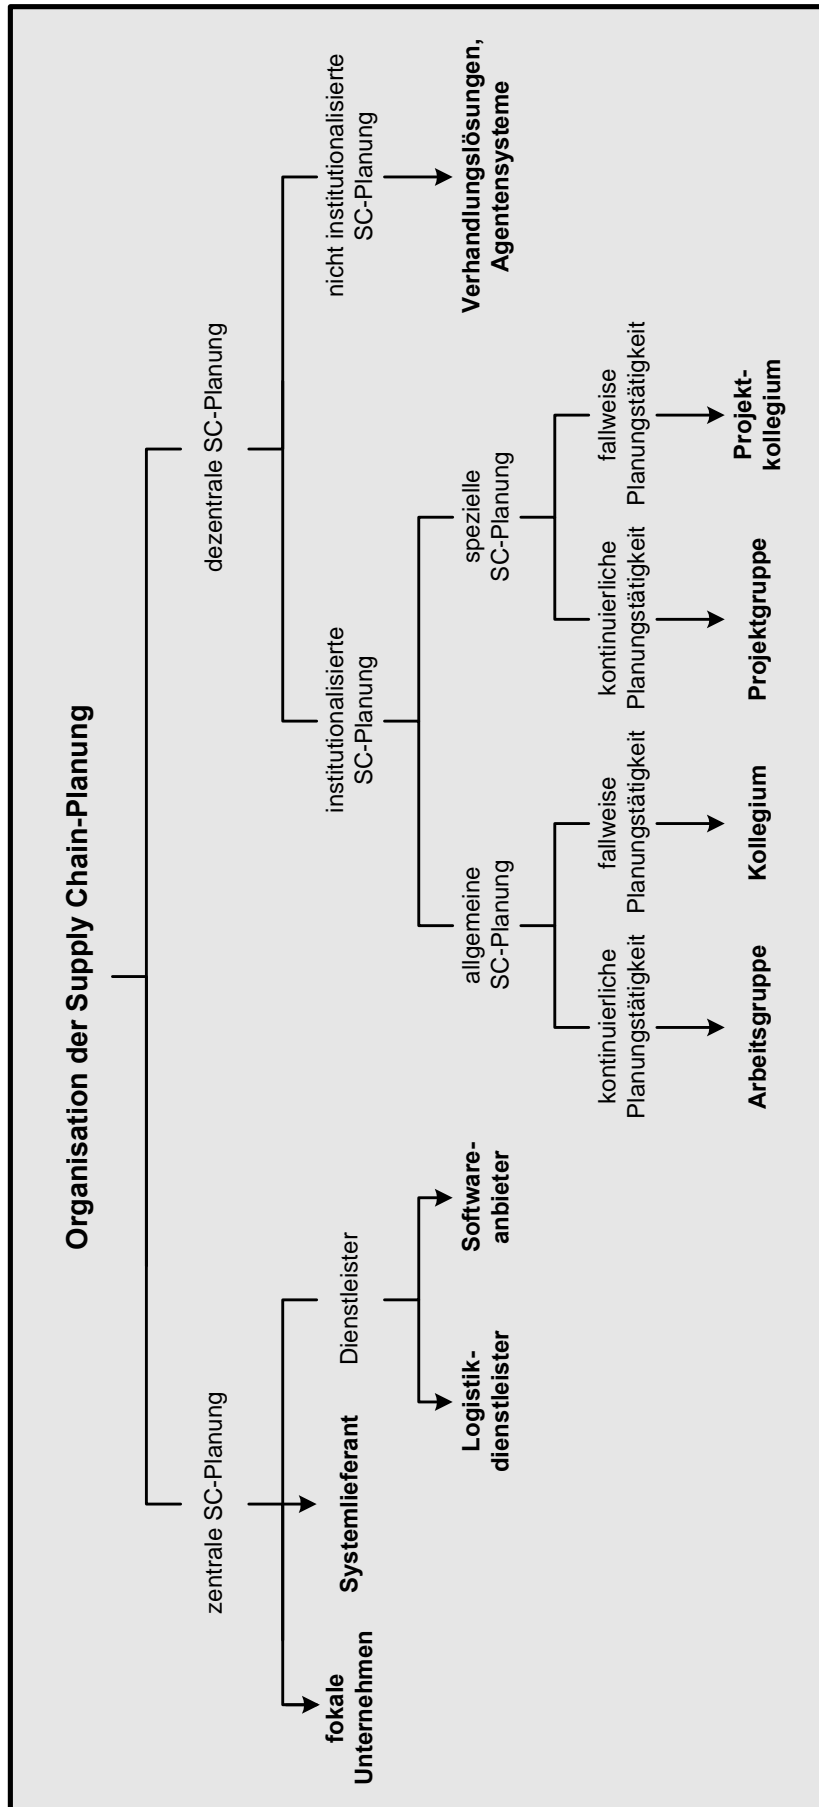 Organisation der Supply Chain-Planung
zentrale SC-Planung
dezentrale SC-Planung
fokale
Unternehmen
Systemlieferant
Dienstleister
institutionalisierte
SC-Planung
nicht institutionalisierte
SC-Planung
Logistik-
dienstleister
Software-
anbieter
allgemeine
SC-Planung
spezielle
SC-Planung
Verhandlungslösungen,
Agentensysteme
kontinuierliche
Planungstätigkeit
fallweise
Planungstätigkeit
kontinuierliche
Planungstätigkeit
fallweise
Planungstätigkeit
Arbeitsgruppe
Kollegium
Projektgruppe
Projekt-
kollegium